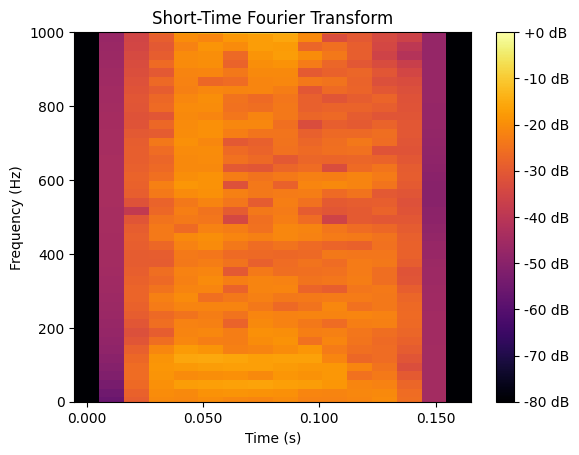 Short-Time Fourier Transform
1000
800
600
400
200
0
Frequency (Hz)
0.000
0.050
0.100
0.150
Time (s)
+0 dB
-10 dB
-20 dB
-30 dB
-40 dB
-50 dB
-60 dB
-70 dB
-80 dB